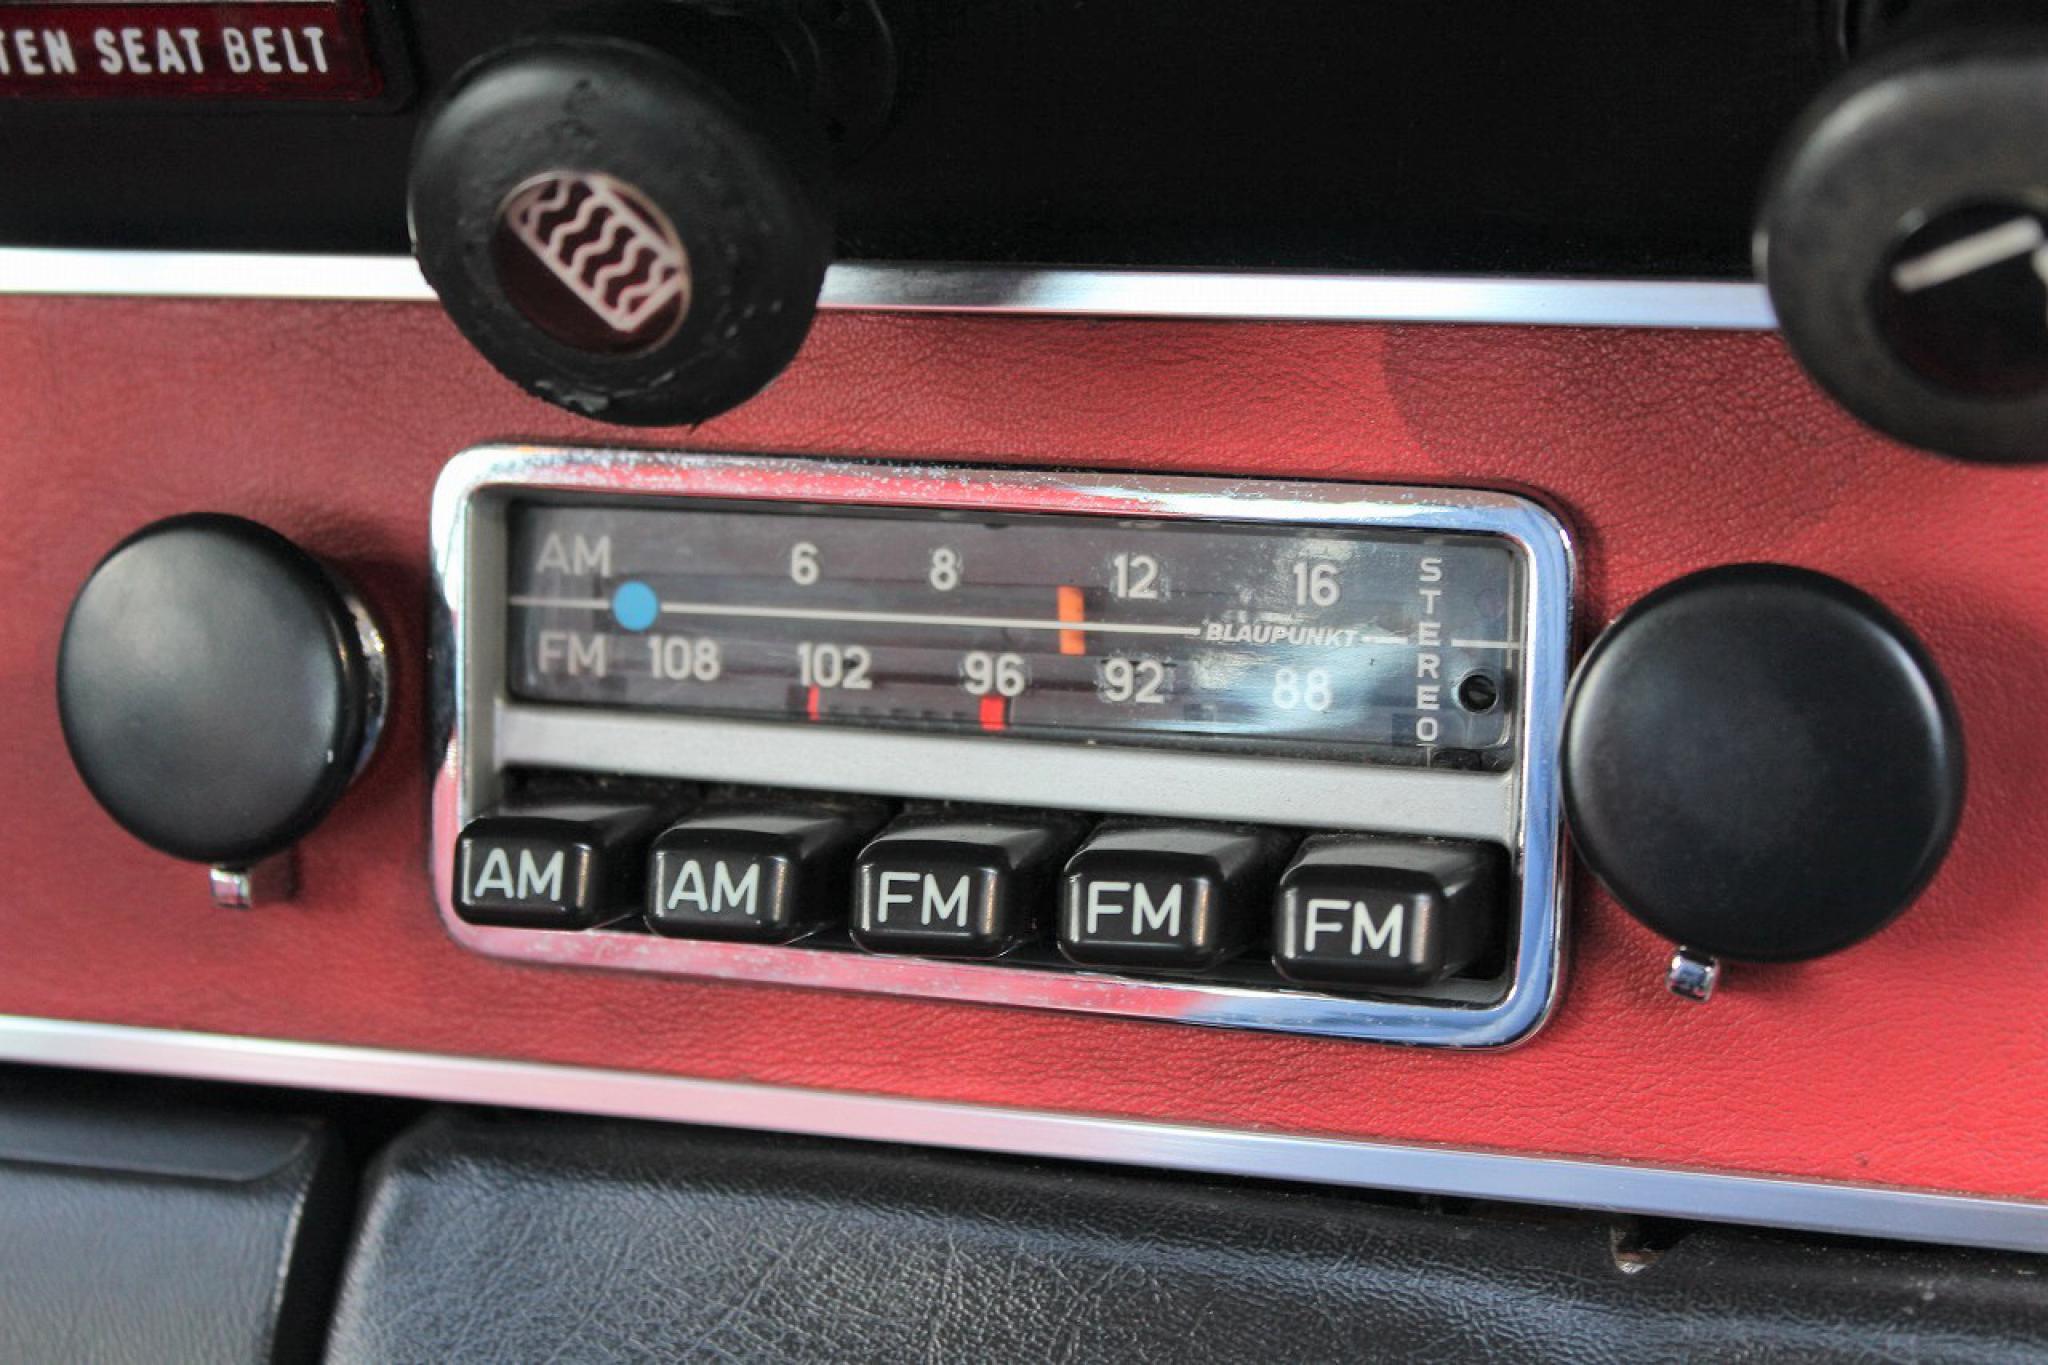 TEN SEAT BELT
AM 6 8 12 16
BLAUPUNKT
FM 108 102 96 92 88
STEREO
AM AM FM FM FM